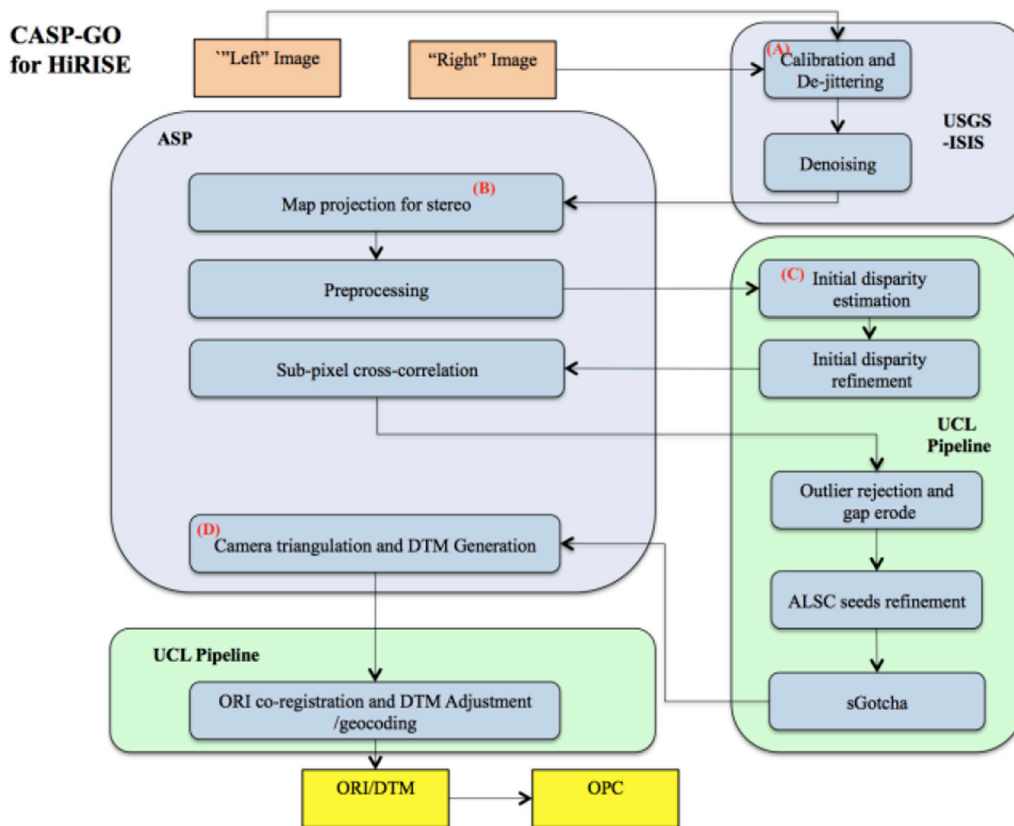 CASP-GO
for HiRISE
`”Left” Image
“Right” Image
(A)
Calibration and
De-jittering
USGS
-ISIS
Denoising
ASP
(B)
Map projection for stereo
Preprocessing
(C)
Initial disparity
estimation
Sub-pixel cross-correlation
Initial disparity
refinement
UCL
Pipeline
Outlier rejection and
gap erode
(D)
Camera triangulation and DTM Generation
ALSC seeds refinement
sGotcha
UCL Pipeline
ORI co-registration and DTM Adjustment
/geocoding
ORI/DTM
OPC